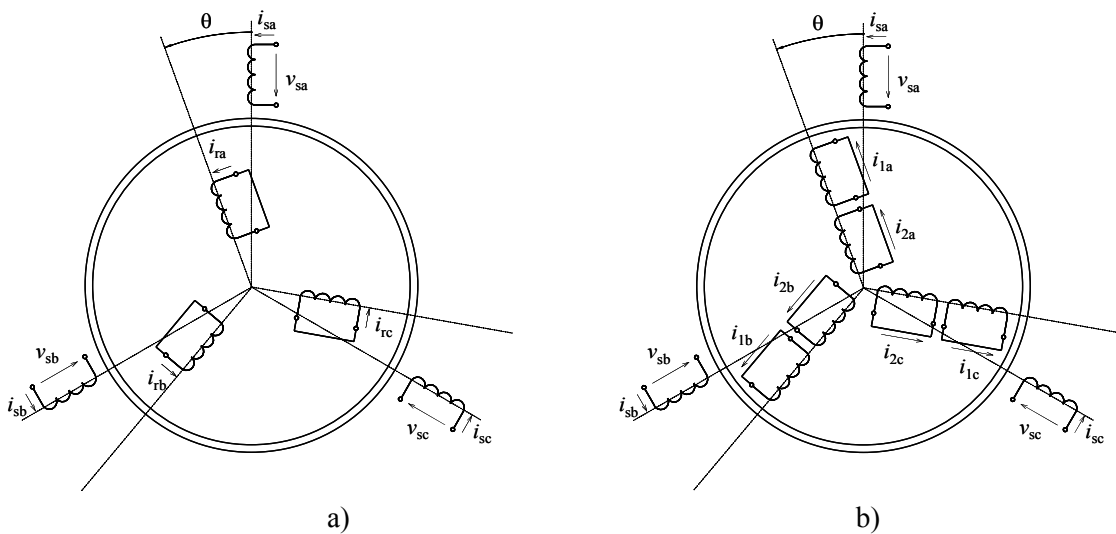 θ
i_sa
v_sa
i_ra
i_rc
i_rb
v_sb
i_sb
v_sc
i_sc
a)
θ
i_sa
v_sa
i_1a
i_2a
i_2b
i_1b
i_2c
i_1c
v_sb
i_sb
v_sc
i_sc
b)